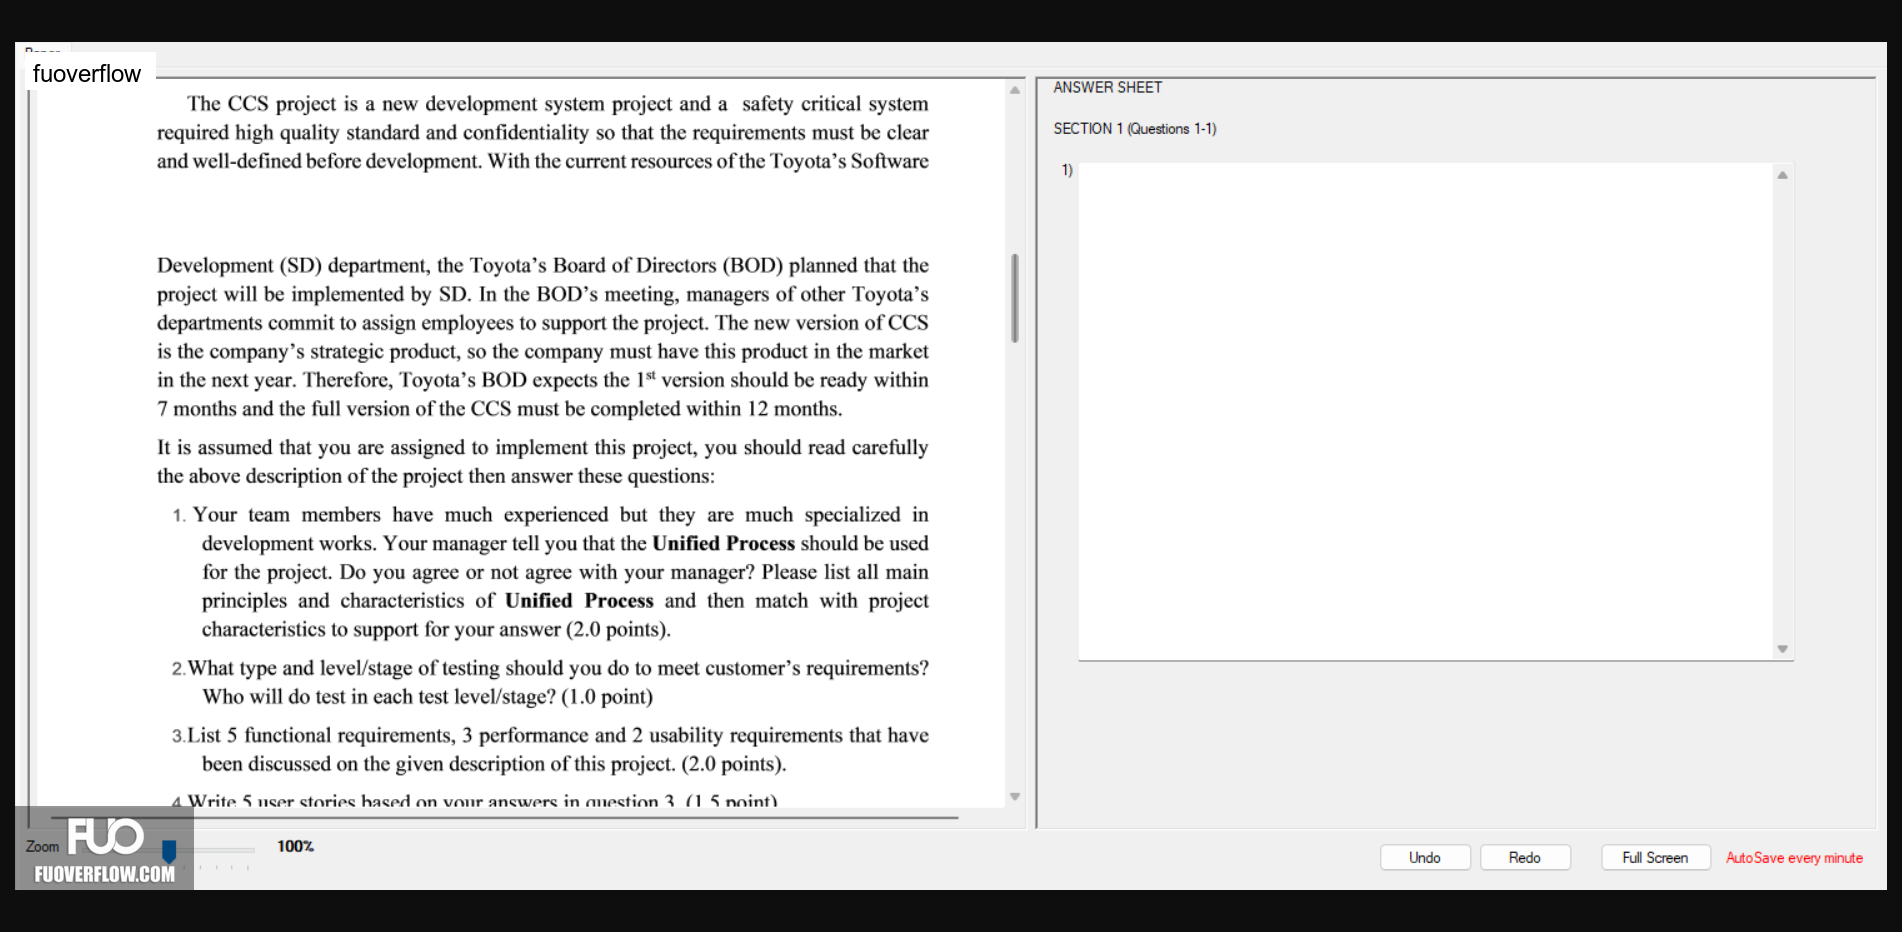 fuoverflow
The CCS project is a new development system project and a safety critical system
required high quality standard and confidentiality so that the requirements must be clear
and well-defined before development. With the current resources of the Toyota's Software
Development (SD) department, the Toyota's Board of Directors (BOD) planned that the
project will be implemented by SD. In the BOD's meeting, managers of other Toyota's
departments commit to assign employees to support the project. The new version of CCS
is the company's strategic product, so the company must have this product in the market
in the next year. Therefore, Toyota's BOD expects the 1st version should be ready within
7 months and the full version of the CCS must be completed within 12 months.
It is assumed that you are assigned to implement this project, you should read carefully
the above description of the project then answer these questions:
1. Your team members have much experienced but they are much specialized in
development works. Your manager tell you that the Unified Process should be used
for the project. Do you agree or not agree with your manager? Please list all main
principles and characteristics of Unified Process and then match with project
characteristics to support for your answer (2.0 points).
2.What type and level/stage of testing should you do to meet customer's requirements?
Who will do test in each test level/stage? (1.0 point)
3.List 5 functional requirements, 3 performance and 2 usability requirements that have
been discussed on the given description of this project. (2.0 points).
4 Write 5 user stories based on your answers in question 3. (1.5 point)
ANSWER SHEET
SECTION 1 (Questions 1-1)
1)
Zoom
FUO
FUOVERFLOW.COM
100%
Undo
Redo
Full Screen
AutoSave every minute